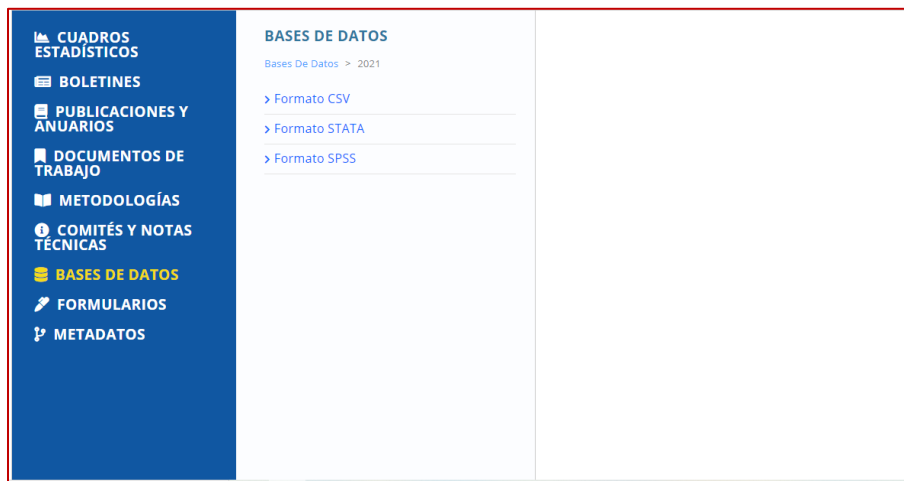 CUADROS
ESTADÍSTICOS
BOLETINES
PUBLICACIONES Y
ANUARIOS
DOCUMENTOS DE
TRABAJO
METODOLOGÍAS
COMITÉS Y NOTAS
TÉCNICAS
BASES DE DATOS
FORMULARIOS
METADATOS
BASES DE DATOS
Bases De Datos > 2021
Formato CSV
Formato STATA
Formato SPSS